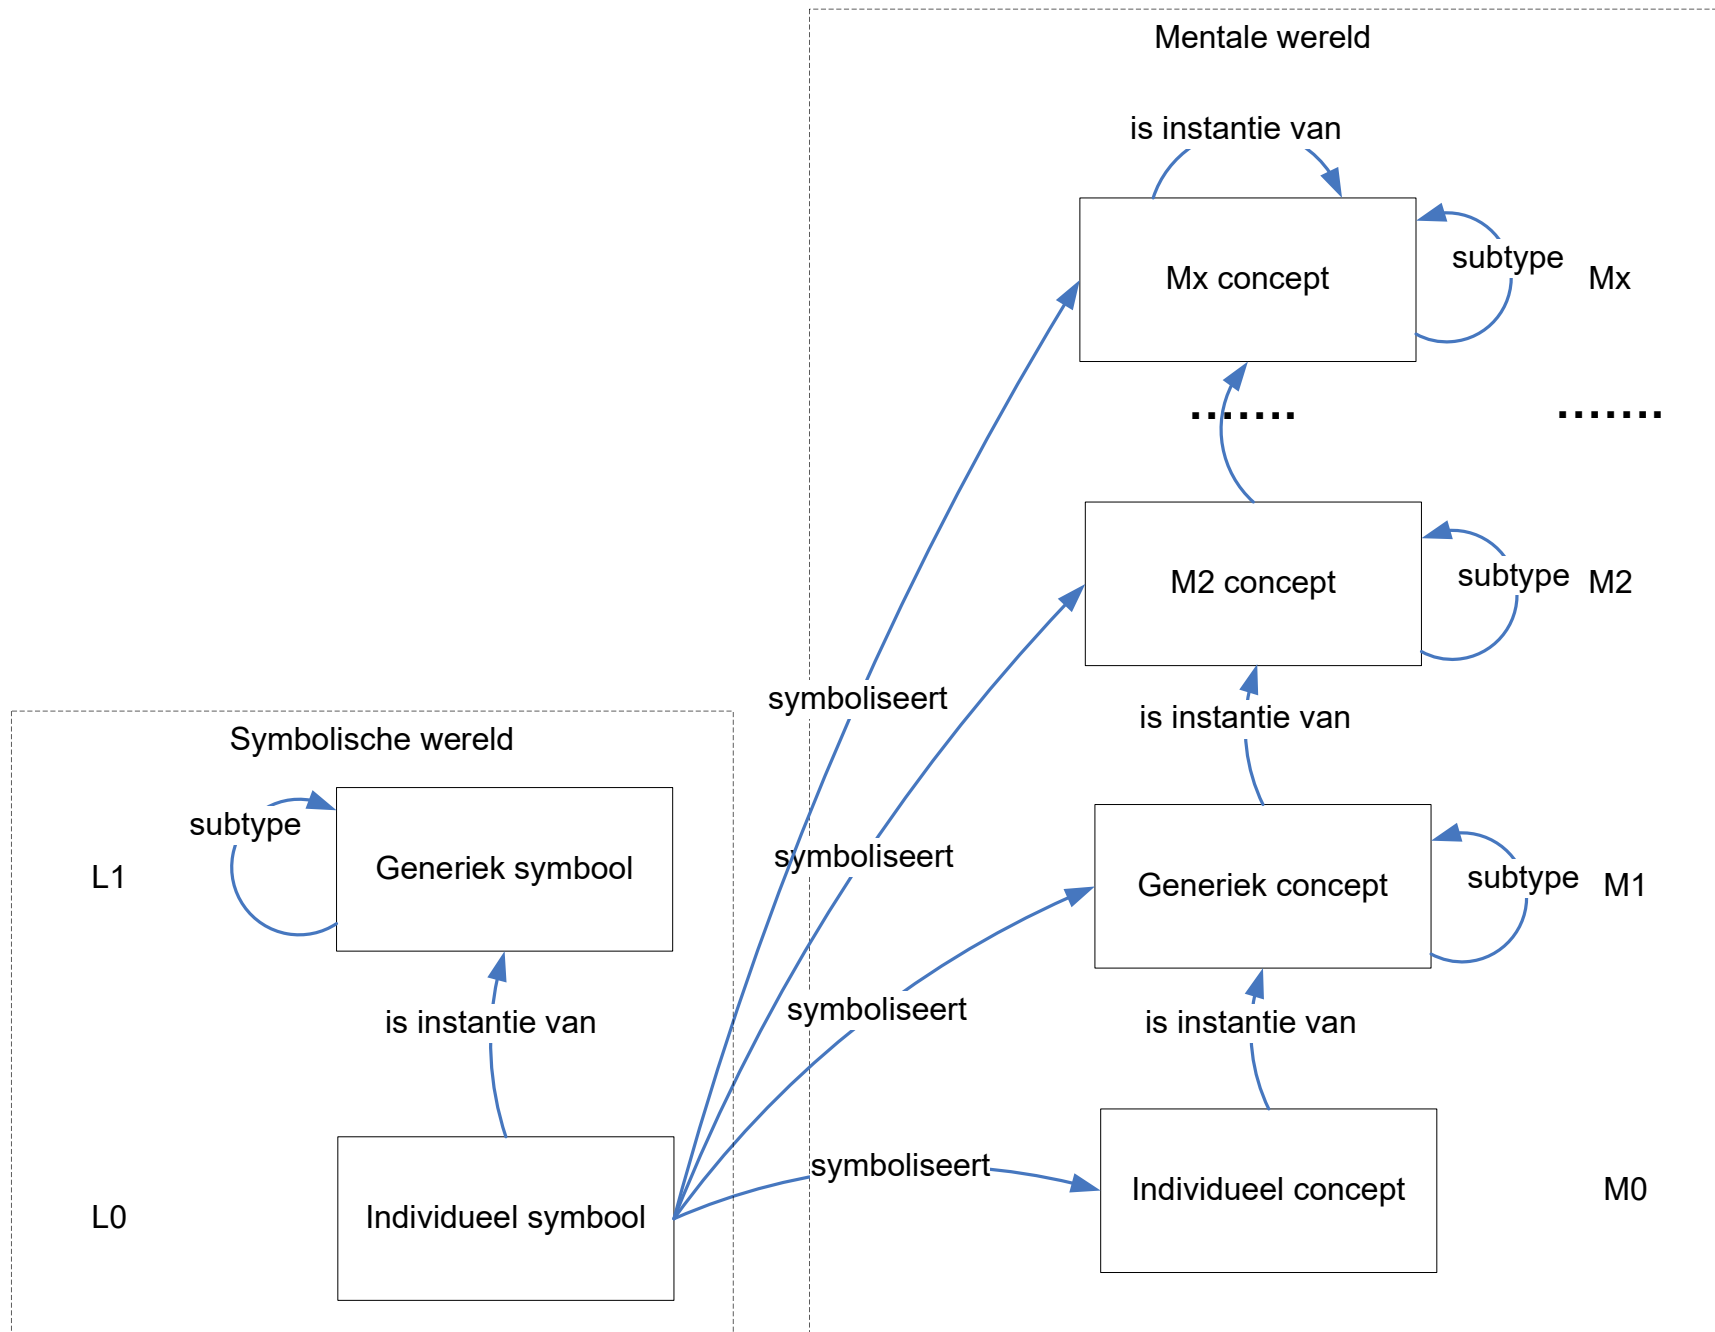 Mentale wereld
is instantie van
Mx concept
subtype
Mx
.......
.......
M2 concept
subtype
M2
symboliseert
is instantie van
Symbolische wereld
subtype
Generiek symbool
L1
symboliseert
Generiek concept
subtype
M1
is instantie van
symboliseert
is instantie van
symboliseert
Individueel concept
M0
L0
Individueel symbool